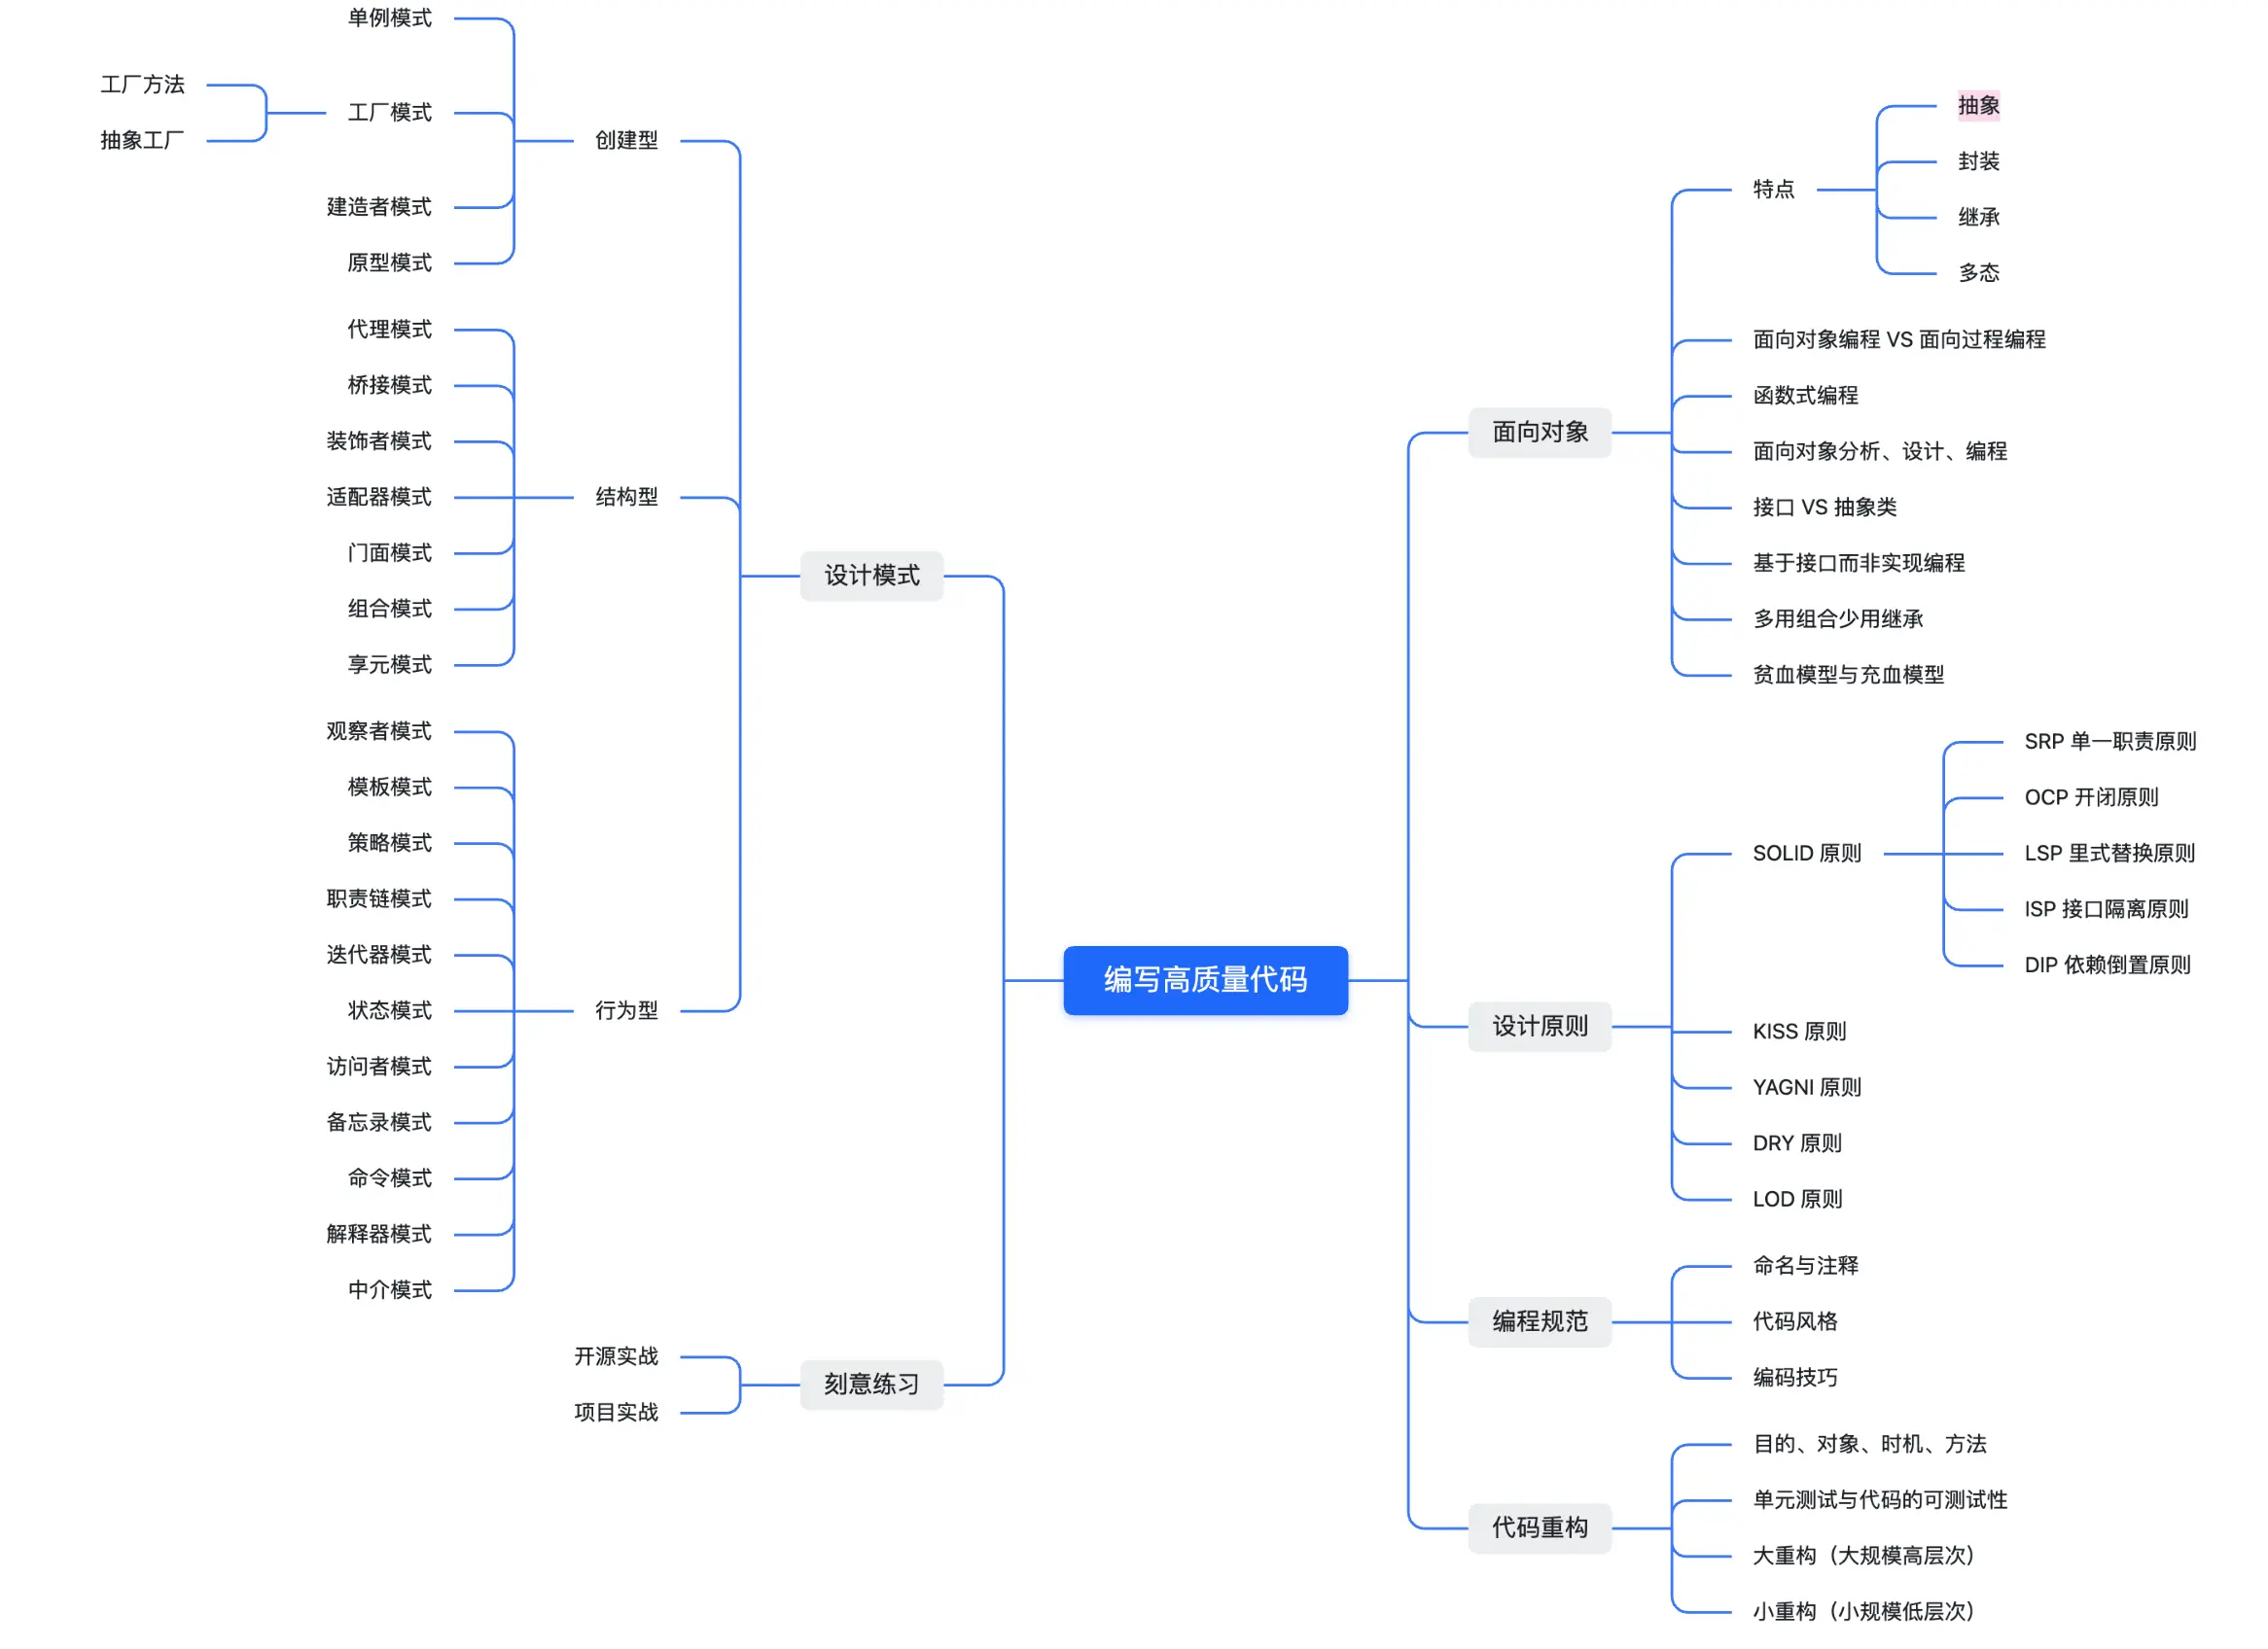 编写高质量代码
设计模式
创建型
单例模式
工厂模式
工厂方法
抽象工厂
建造者模式
原型模式
结构型
代理模式
桥接模式
装饰者模式
适配器模式
门面模式
组合模式
享元模式
行为型
观察者模式
模板模式
策略模式
职责链模式
迭代器模式
状态模式
访问者模式
备忘录模式
命令模式
解释器模式
中介模式
刻意练习
开源实战
项目实战
面向对象
特点
抽象
封装
继承
多态
面向对象编程 VS 面向过程编程
函数式编程
面向对象分析、设计、编程
接口 VS 抽象类
基于接口而非实现编程
多用组合少用继承
贫血模型与充血模型
设计原则
SOLID 原则
SRP 单一职责原则
OCP 开闭原则
LSP 里式替换原则
ISP 接口隔离原则
DIP 依赖倒置原则
KISS 原则
YAGNI 原则
DRY 原则
LOD 原则
编程规范
命名与注释
代码风格
编码技巧
代码重构
目的、对象、时机、方法
单元测试与代码的可测试性
大重构（大规模高层次）
小重构（小规模低层次）